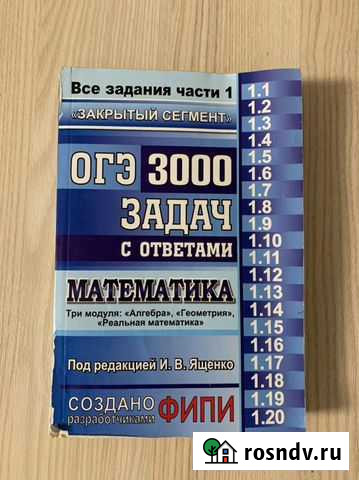 Все задания части 1
«ЗАКРЫТЫЙ СЕГМЕНТ»
ОГЭ 3000
ЗАДАЧ
С ОТВЕТАМИ
МАТЕМАТИКА
Три модуля: «Алгебра», «Геометрия»,
«Реальная математика»
Под редакцией И. В. Ященко
СОЗДАНО
разработчиками
ФИПИ
1.1
1.2
1.3
1.4
1.5
1.6
1.7
1.8
1.9
1.10
1.11
1.12
1.13
1.14
1.15
1.16
1.17
1.18
1.19
1.20
rosndv.ru